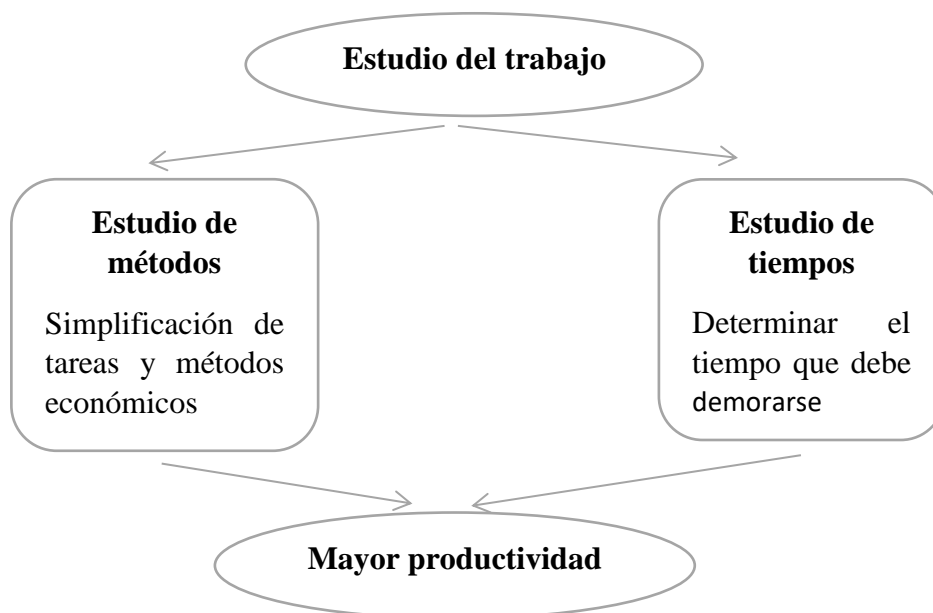 Estudio del trabajo
Estudio de
métodos
Simplificación de
tareas y métodos
económicos
Estudio de
tiempos
Determinar el
tiempo que debe
demorarse
Mayor productividad